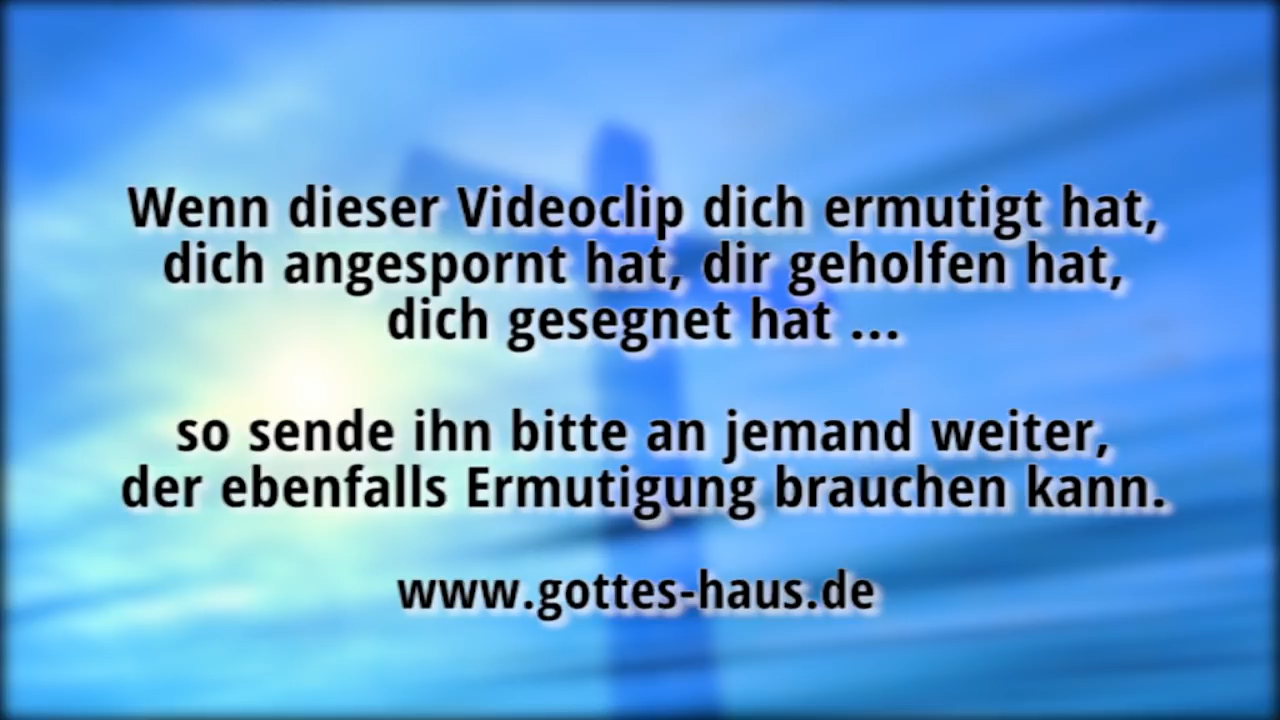 Wenn dieser Videoclip dich ermutigt hat,
dich angespornt hat, dir geholfen hat,
dich gesegnet hat ...
so sende ihn bitte an jemand weiter,
der ebenfalls Ermutigung brauchen kann.
www.gottes-haus.de